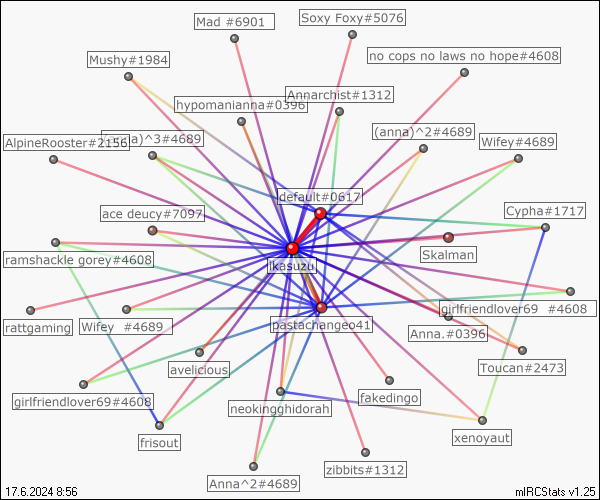 Mad #6901
Soxy Foxy#5076
no cops no laws no hope#4608
Mushy#1984
Annarchist#1312
hypomanianna#0396
AlpineRooster#2156
(anna)^3#4689
(anna)^2#4689
Wifey#4689
default#0617
ace deucy#7097
Cypha#1717
ramshackle gorey#4608
ikasuzu
Skalman
rattgaming
Wifey #4689
pastachangeo41
girlfriendlover69 #4608
Anna.#0396
avelicious
Toucan#2473
girlfriendlover69#4608
neokingghidorah
fakedingo
frisout
xenoyaut
zibbits#1312
Anna^2#4689
17.6.2024 8:56
mIRCStats v1.25